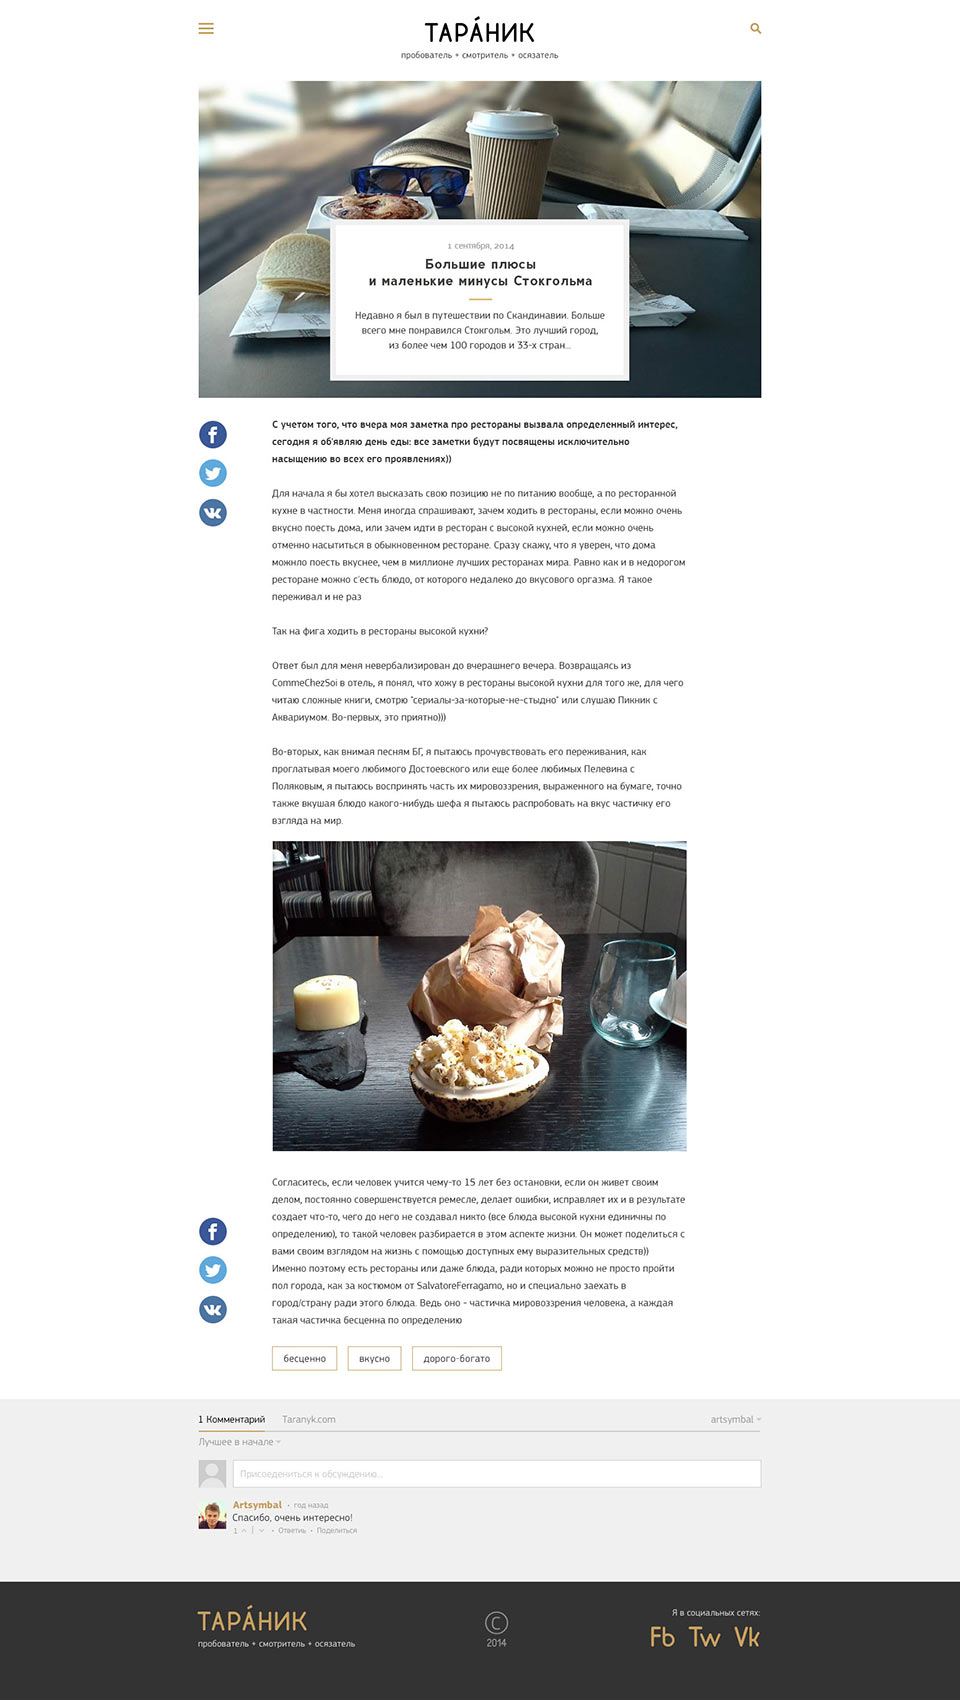 ТАРÁНИК
пробователь + смотритель + осязатель
1 сентября, 2014
Большие плюсы
и маленькие минусы Стокгольма
Недавно я был в путешествии по Скандинавии. Больше
всего мне понравился Стокгольм. Это лучший город,
из более чем 100 городов и 33-х стран...
С учетом того, что вчера моя заметка про рестораны вызвала определенный интерес,
сегодня я об'являю день еды: все заметки будут посвящены исключительно
насыщению во всех его проявлениях))
Для начала я бы хотел высказать свою позицию не по питанию вообще, а по ресторанной
кухне в частности. Меня иногда спрашивают, зачем ходить в рестораны, если можно очень
вкусно поесть дома, или зачем идти в ресторан с высокой кухней, если можно очень
отменно насытиться в обыкновенном ресторане. Сразу скажу, что я уверен, что дома
можнло поесть вкуснее, чем в миллионе лучших ресторанах мира. Равно как и в недорогом
ресторане можно с'есть блюдо, от которого недалеко до вкусового оргазма. Я такое
переживал и не раз
Так на фига ходить в рестораны высокой кухни?
Ответ был для меня невербализирован до вчерашнего вечера. Возвращаясь из
CommeChezSoi в отель, я понял, что хожу в рестораны высокой кухни для того же, для чего
читаю сложные книги, смотрю "сериалы-за-которые-не-стыдно" или слушаю Пикник с
Аквариумом. Во-первых, это приятно)))
Во-вторых, как внимая песням БГ, я пытаюсь прочувствовать его переживания, как
проглатывая моего любимого Достоевского или еще более любимых Пелевина с
Поляковым, я пытаюсь воспринять часть их мировоззрения, выраженного на бумаге, точно
также вкушая блюдо какого-нибудь шефа я пытаюсь распробовать на вкус частичку его
взгляда на мир.
Согласитесь, если человек учится чему-то 15 лет без остановки, если он живет своим
делом, постоянно совершенствуется ремесле, делает ошибки, исправляет их и в результате
создает что-то, чего до него не создавал никто (все блюда высокой кухни единичны по
определению), то такой человек разбирается в этом аспекте жизни. Он может поделиться с
вами своим взглядом на жизнь с помощью доступных ему выразительных средств))
Именно поэтому есть рестораны или даже блюда, ради которых можно не просто пройти
пол города, как за костюмом от SalvatoreFerragamo, но и специально заехать в
город/страну ради этого блюда. Ведь оно - частичка мировоззрения человека, а каждая
такая частичка бесценна по определению
бесценно вкусно дорого-богато
1 Комментарий Taranyk.com artsymbal
Лучшее в начале
Присоедениться к обсуждению...
Artsymbal • год назад
Спасибо, очень интересно!
1 | • Ответиь • Поделиться
ТАРÁНИК
пробователь + смотритель + осязатель
©
2014
Я в социальных сетях:
Fb Tw Vk